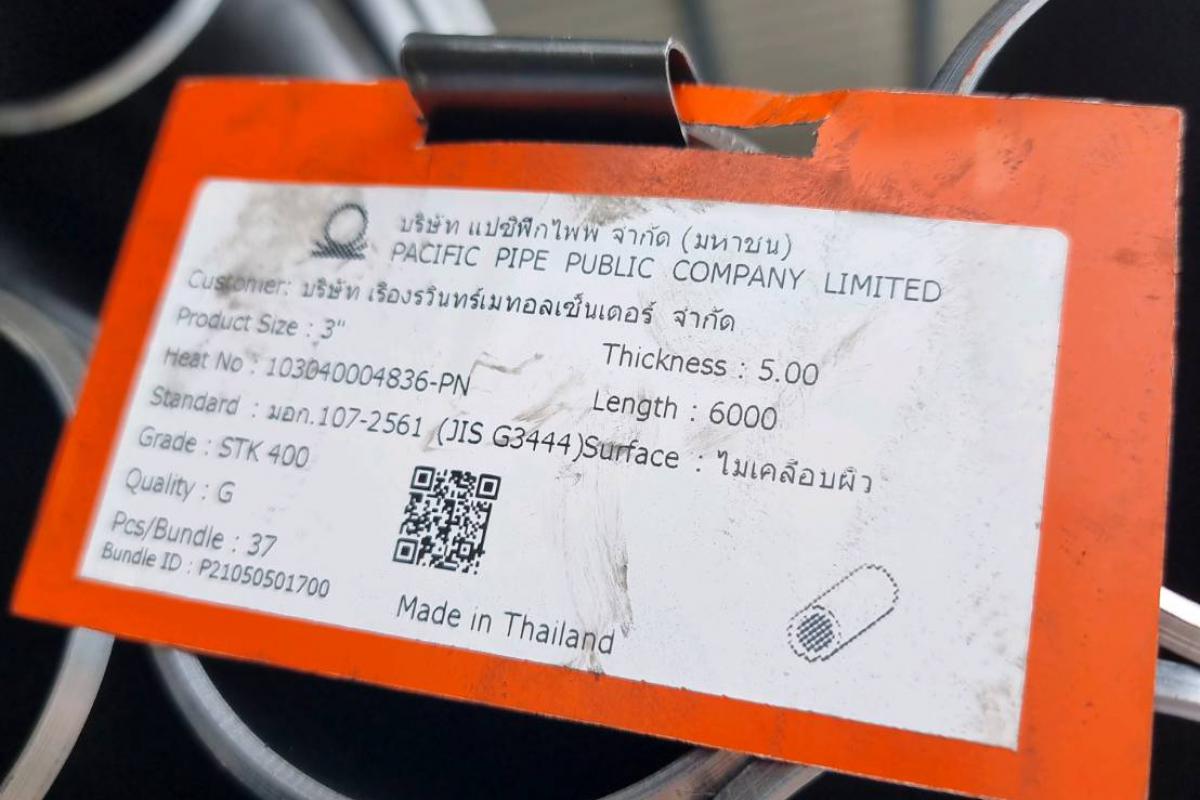 บริษัท แปซิฟิกไพพ์ จำกัด (มหาชน)
PACIFIC PIPE PUBLIC COMPANY LIMITED
Customer: บริษัท เรืองรวินทร์เมทอลเซ็นเตอร์ จำกัด
Product Size : 3"
Thickness : 5.00
Heat No : 103040004836-PN
Length : 6000
Standard : มอก.107-2561 (JIS G3444)
Surface : ไม่เคลือบผิว
Grade : STK 400
Quality : G
Pcs/Bundle : 37
Bundle ID : P21050501700
Made in Thailand